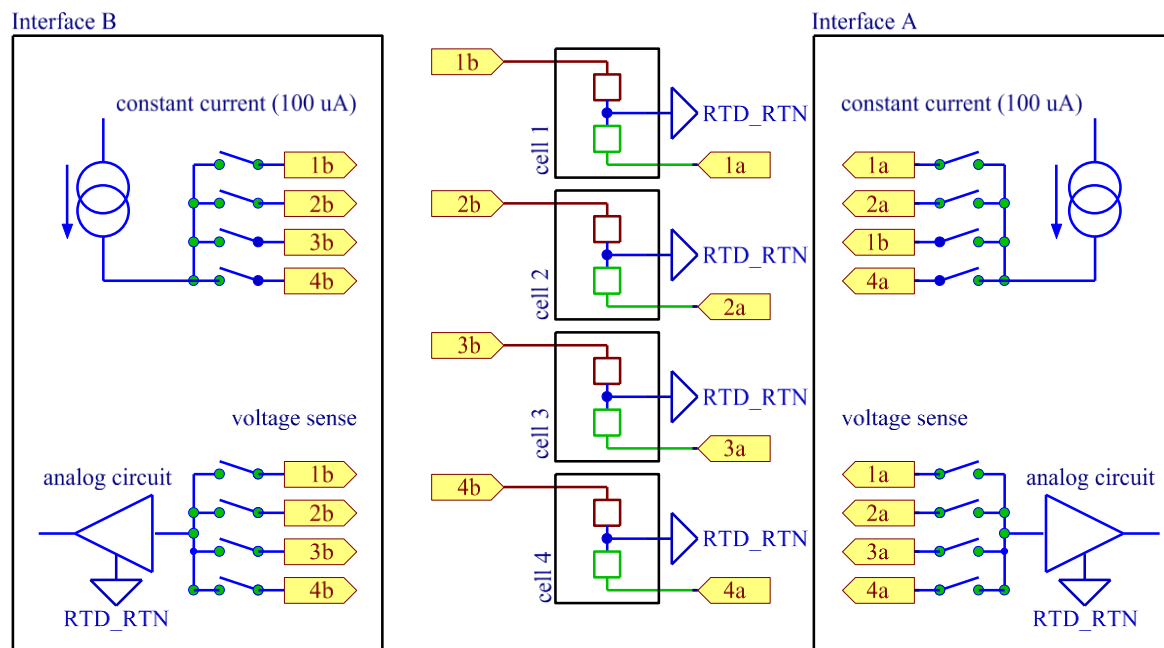 Interface B
constant current (100 uA)
1b
2b
3b
4b
voltage sense
analog circuit
1b
2b
3b
4b
RTD_RTN
1b
RTD_RTN
cell 1
1a
2b
RTD_RTN
cell 2
2a
3b
RTD_RTN
cell 3
3a
4b
RTD_RTN
cell 4
4a
Interface A
constant current (100 uA)
1a
2a
1b
4a
voltage sense
1a
analog circuit
2a
3a
4a
RTD_RTN